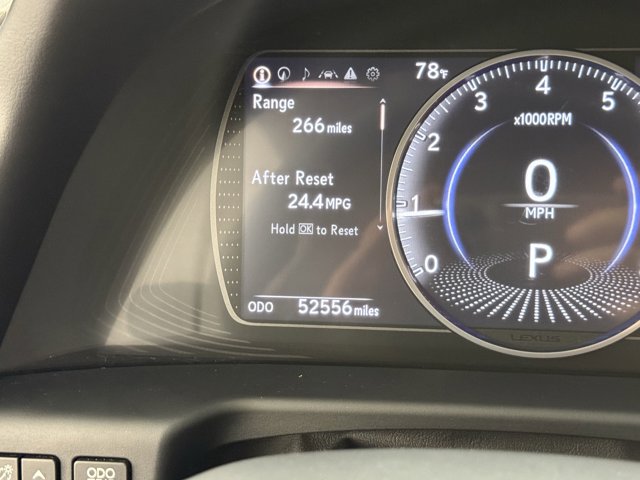 78°F
Range
266 miles
After Reset
24.4 MPG
Hold OK to Reset
ODO 52556 miles
0
1
2
3
4
5
x1000RPM
0
MPH
P
LEXUS
ODO